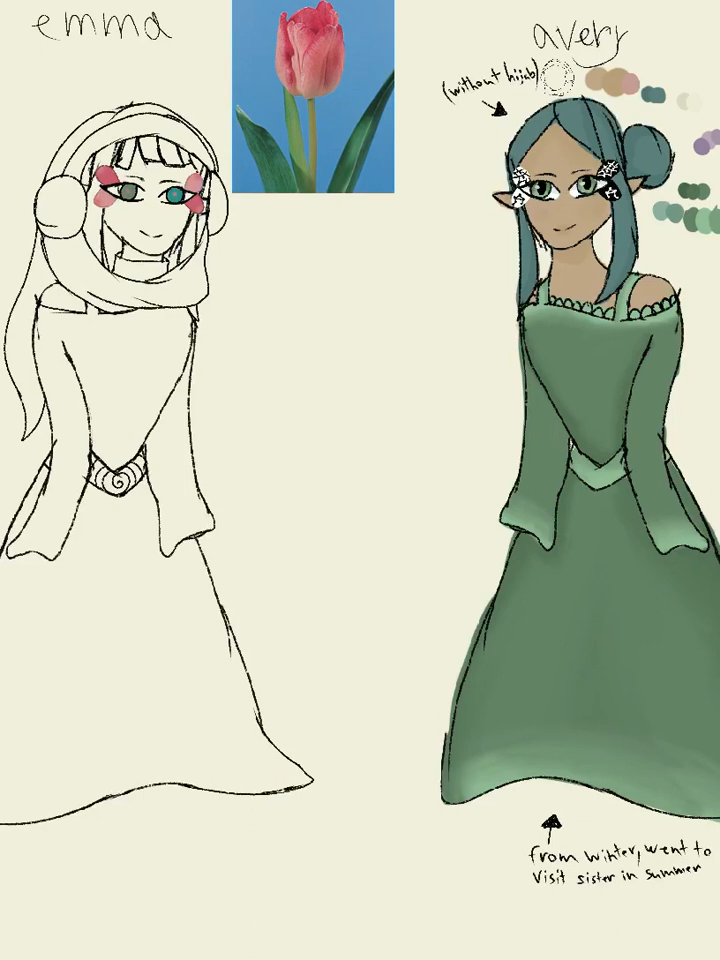 emma
avery
(without hijab)
from winter, went to
visit sister in summer